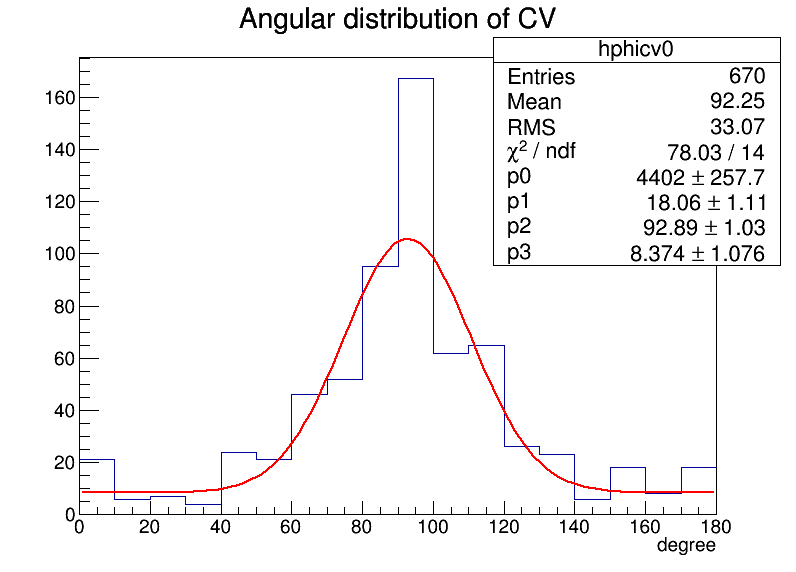 Angular distribution of CV
hphicv0
Entries 670
Mean 92.25
RMS 33.07
χ² / ndf 78.03 / 14
p0 4402 ± 257.7
p1 18.06 ± 1.11
p2 92.89 ± 1.03
p3 8.374 ± 1.076
160
140
120
100
80
60
40
20
0
0 20 40 60 80 100 120 140 160 180
degree